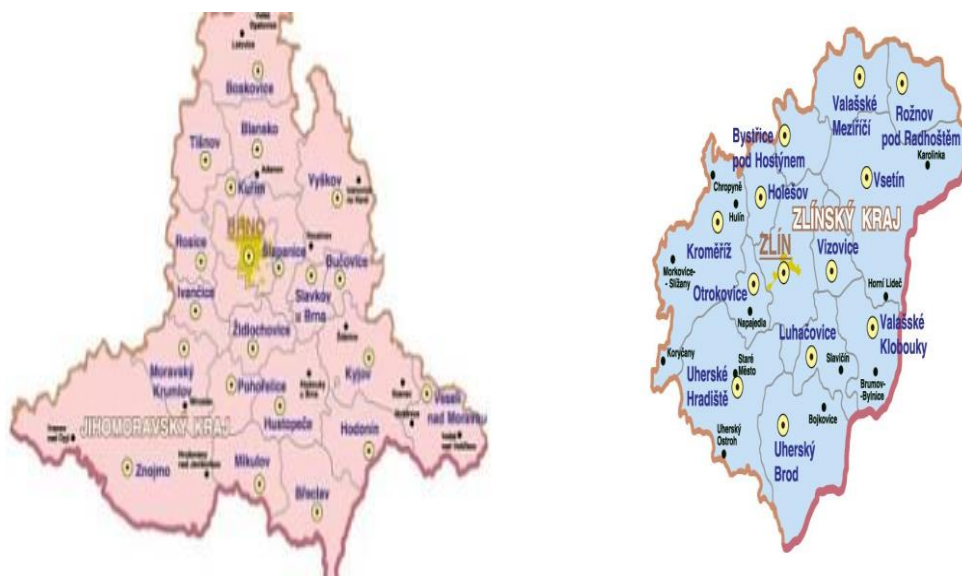 Letovice
Boskovice
Blansko
Tišnov
Adamov
Kuřim
Vyškov
BRNO
Rosice
Šlapanice
Bučovice
Ivančice
Slavkov
u Brna
Židlochovice
Moravský
Krumlov
Pohořelice
Kyjov
Hustopeče
Veselí
nad Moravou
JIHOMORAVSKÝ KRAJ
Hodonín
Znojmo
Mikulov
Břeclav
Valašské
Meziříčí
Rožnov
pod Radhoštěm
Karolinka
Bystřice
pod Hostýnem
Chropyně
Holešov
Vsetín
Hulín
ZLÍNSKÝ KRAJ
Kroměříž
ZLÍN
Vizovice
Morkovice-
-Slížany
Otrokovice
Horní Lideč
Napajedla
Luhačovice
Valašské
Klobouky
Koryčany
Staré
Město
Slavičín
Uherské
Hradiště
Brumov-
-Bylnice
Bojkovice
Uherský
Ostroh
Uherský
Brod